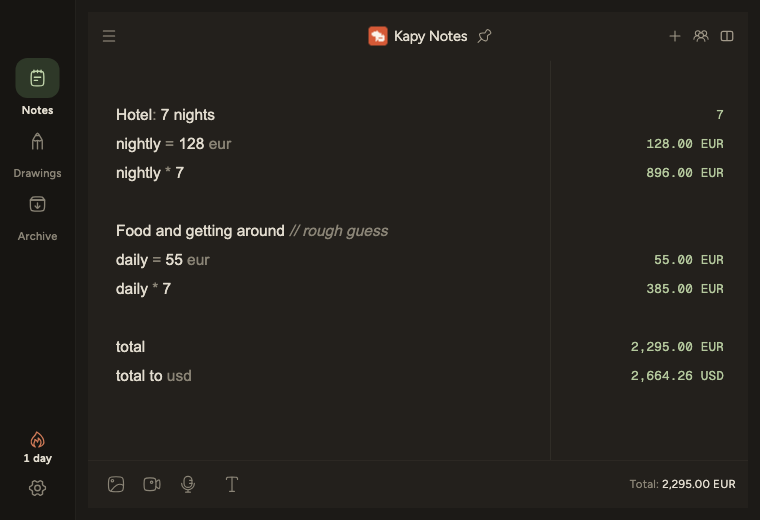 Kapy Notes
Notes
Drawings
Archive
1 day
Hotel: 7 nights 7
nightly = 128 eur 128.00 EUR
nightly * 7 896.00 EUR
Food and getting around // rough guess
daily = 55 eur 55.00 EUR
daily * 7 385.00 EUR
total 2,295.00 EUR
total to usd 2,664.26 USD
Total: 2,295.00 EUR